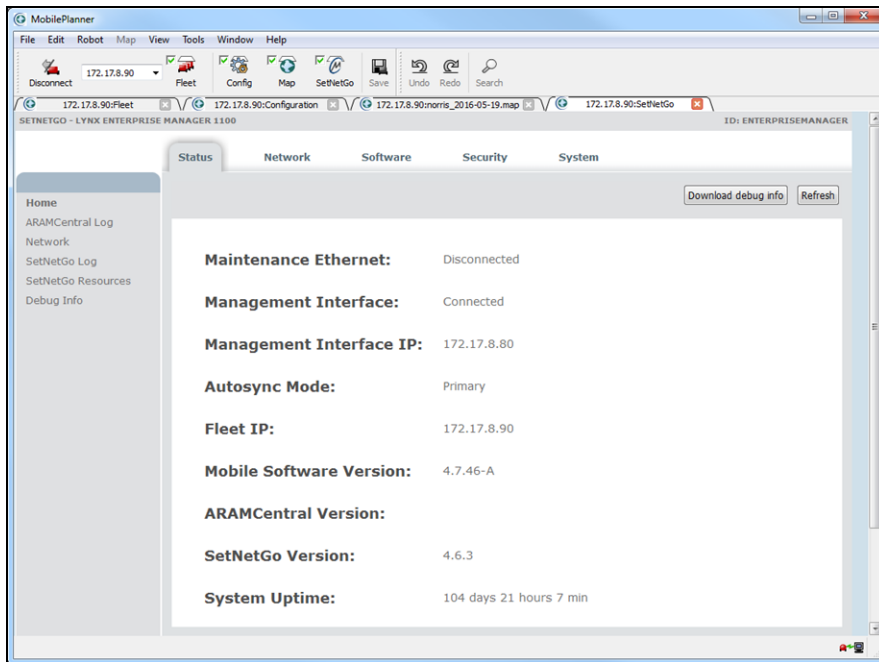 MobilePlanner
File Edit Robot Map View Tools Window Help
172.17.8.90
Disconnect Fleet Config Map SetNetGo Save Undo Redo Search
172.17.8.90:Fleet 172.17.8.90:Configuration 172.17.8.90:norris_2016-05-19.map 172.17.8.90:SetNetGo
SETNETGO - LYNX ENTERPRISE MANAGER 1100 ID: ENTERPRISEMANAGER
Status Network Software Security System
Download debug info Refresh
Home
ARAMCentral Log
Network
SetNetGo Log
SetNetGo Resources
Debug Info
Maintenance Ethernet: Disconnected
Management Interface: Connected
Management Interface IP: 172.17.8.80
Autosync Mode: Primary
Fleet IP: 172.17.8.90
Mobile Software Version: 4.7.46-A
ARAMCentral Version:
SetNetGo Version: 4.6.3
System Uptime: 104 days 21 hours 7 min